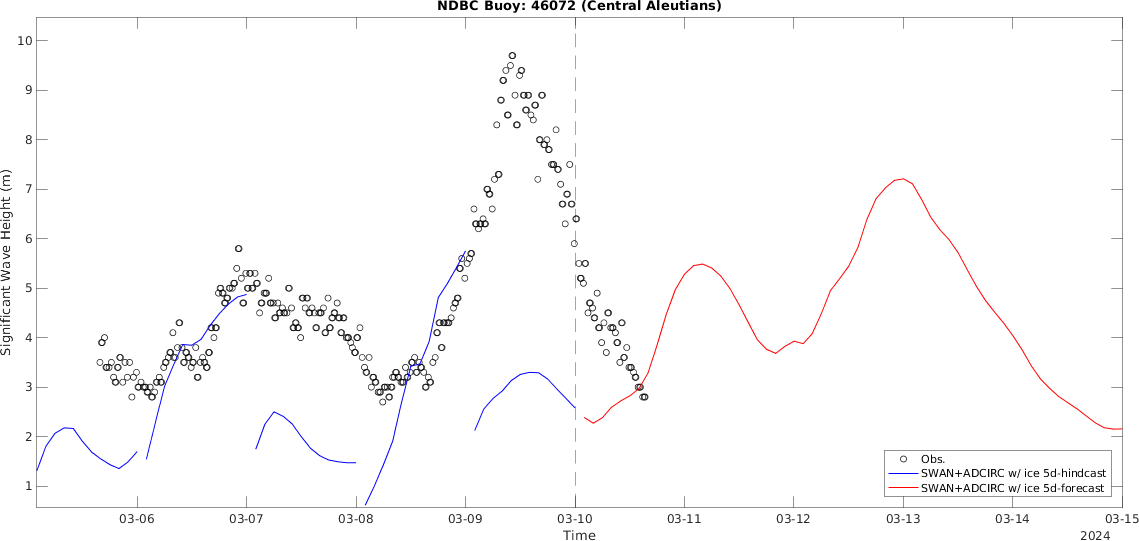 NDBC Buoy: 46072 (Central Aleutians)
Significant Wave Height (m)
10
9
8
7
6
5
4
3
2
1
Obs.
SWAN+ADCIRC w/ ice 5d-hindcast
SWAN+ADCIRC w/ ice 5d-forecast
03-06 03-07 03-08 03-09 03-10 03-11 03-12 03-13 03-14 03-15
Time
2024